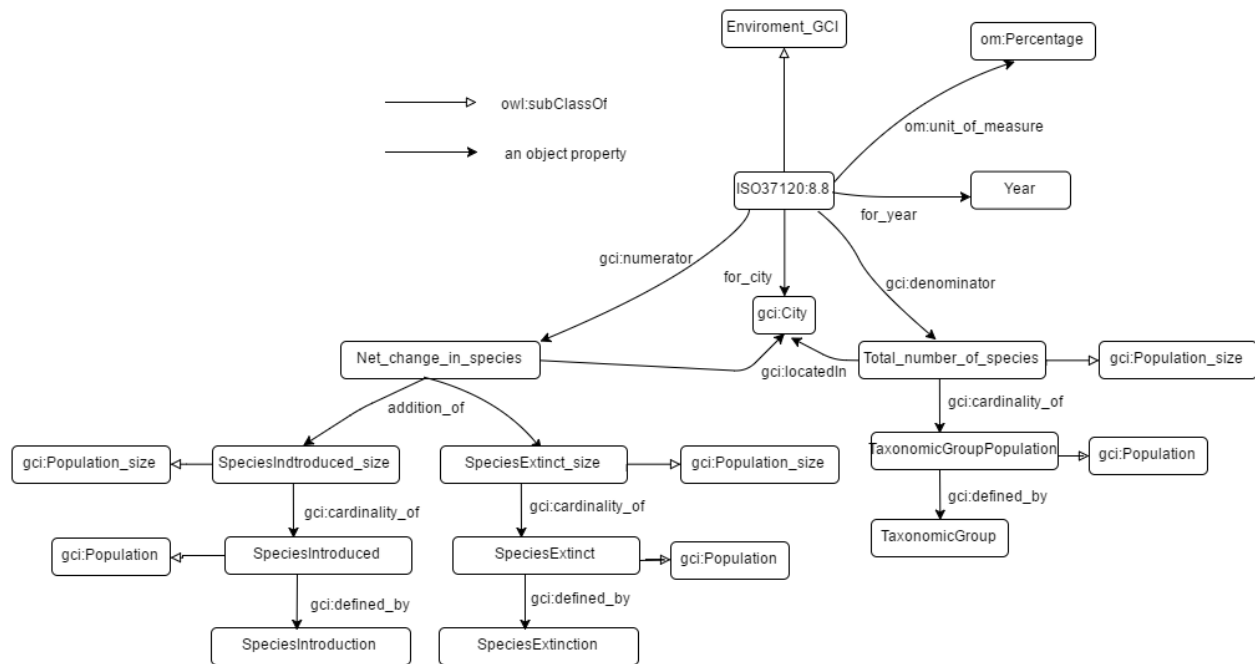 Enviroment_GCI
om:Percentage
owl:subClassOf
om:unit_of_measure
an object property
ISO37120:8.8
Year
for_year
gci:numerator
for_city
gci:denominator
gci:City
Net_change_in_species
gci:locatedIn
Total_number_of_species
gci:Population_size
addition_of
gci:cardinality_of
gci:Population_size
SpeciesIndtroduced_size
SpeciesExtinct_size
gci:Population_size
TaxonomicGroupPopulation
gci:Population
gci:cardinality_of
gci:cardinality_of
gci:defined_by
TaxonomicGroup
gci:Population
SpeciesIntroduced
SpeciesExtinct
gci:Population
gci:defined_by
gci:defined_by
SpeciesIntroduction
SpeciesExtinction